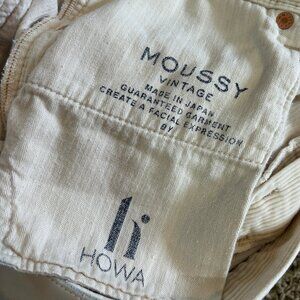 MOUSSY
VINTAGE
MADE IN JAPAN
GUARANTEED GARMENT
CREATE A FACIAL EXPRESSION
BY
h
HOWA